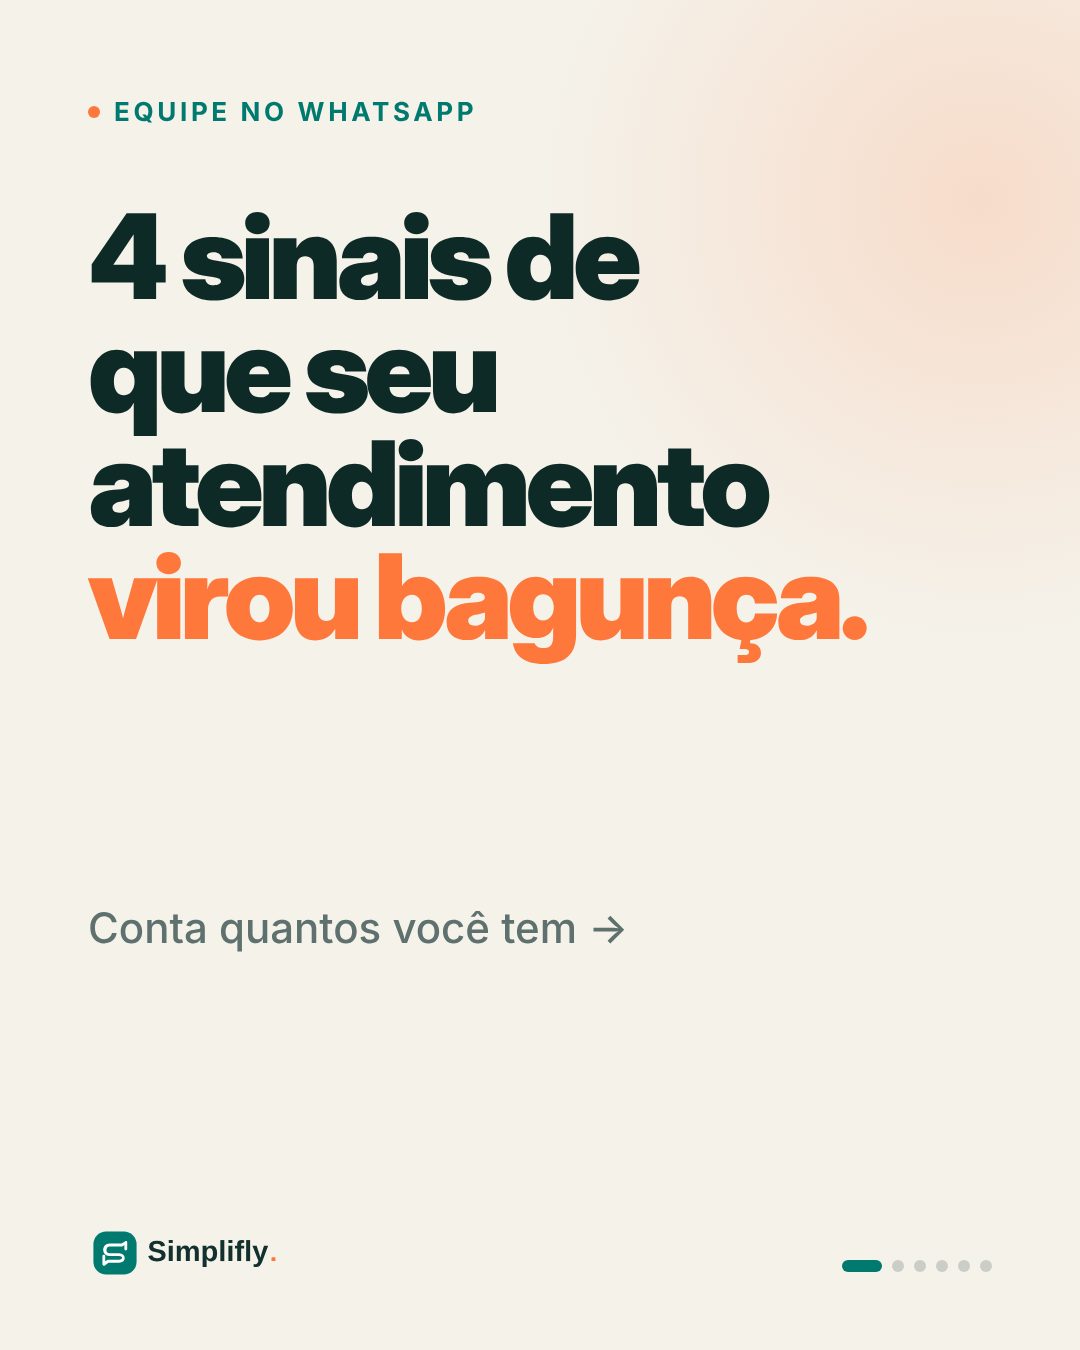 EQUIPE NO WHATSAPP
4 sinais de
que seu
atendimento
virou bagunça.
Conta quantos você tem →
Simplifly.